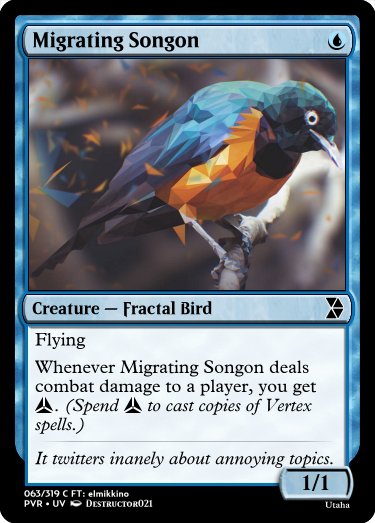 Migrating Songon
Creature — Fractal Bird
Flying
Whenever Migrating Songon deals
combat damage to a player, you get
. (Spend to cast copies of Vertex
spells.)
It twitters inanely about annoying topics.
1/1
063/319 C FT: elmikkino
PVR • UV Destructor021
Utaha